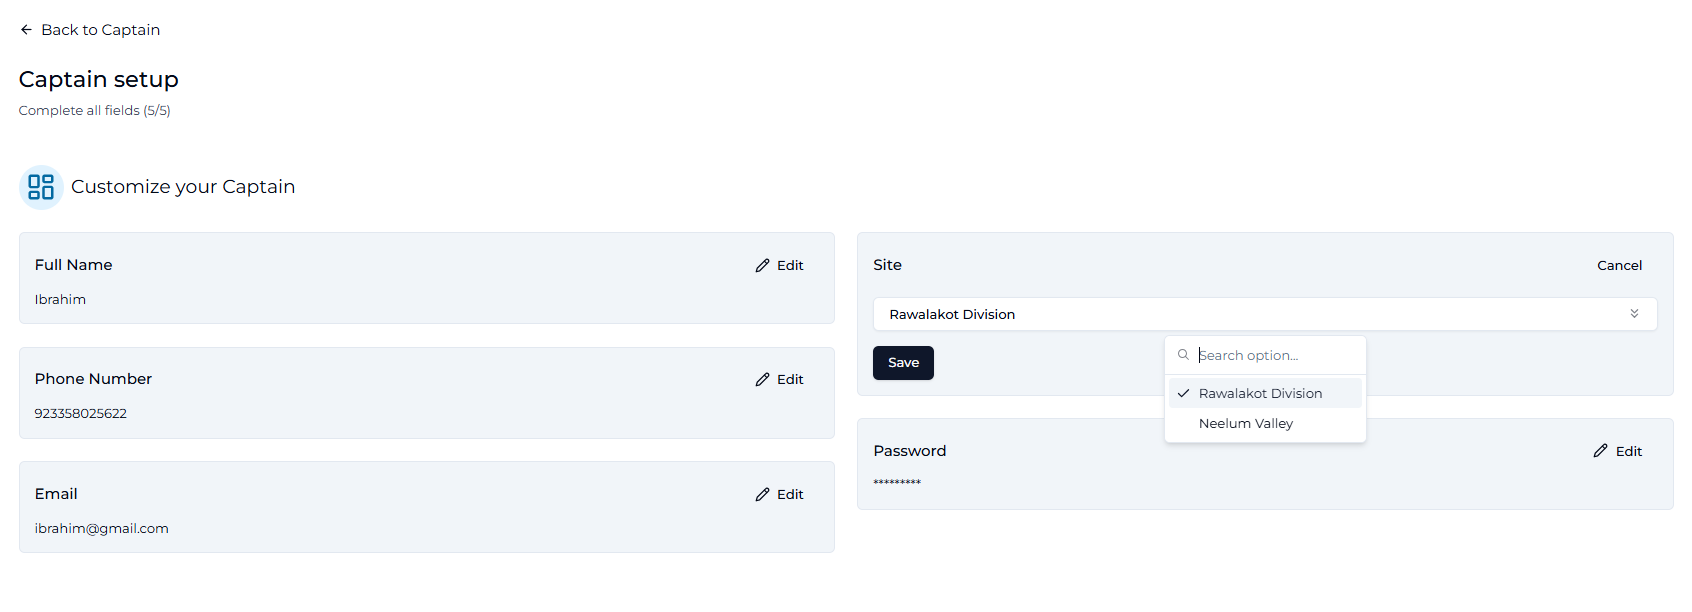 Back to Captain
Captain setup
Complete all fields (5/5)
Customize your Captain
Full Name
Edit
Ibrahim
Phone Number
Edit
923358025622
Email
Edit
ibrahim@gmail.com
Site
Cancel
Rawalakot Division
Save
Search option...
Rawalakot Division
Neelum Valley
Password
Edit
*********